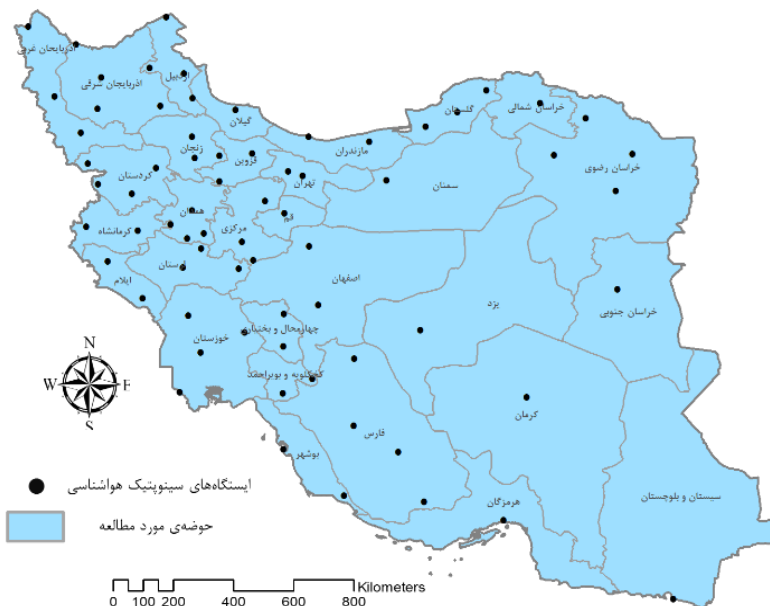 آذربایجان غربی
آذربایجان شرقی
اردبیل
گیلان
زنجان
قزوین
مازندران
گلستان
خراسان شمالی
خراسان رضوی
کردستان
تهران
سمنان
همدان
قم
مرکزی
کرمانشاه
لرستان
ایلام
اصفهان
یزد
خراسان جنوبی
چهارمحال و بختیاری
خوزستان
کهگیلویه و بویراحمد
کرمان
فارس
بوشهر
هرمزگان
سیستان و بلوچستان
N
W E
S
ایستگاه‌های سینوپتیک هواشناسی
حوضه‌ی مورد مطالعه
Kilometers
0 100 200 400 600 800